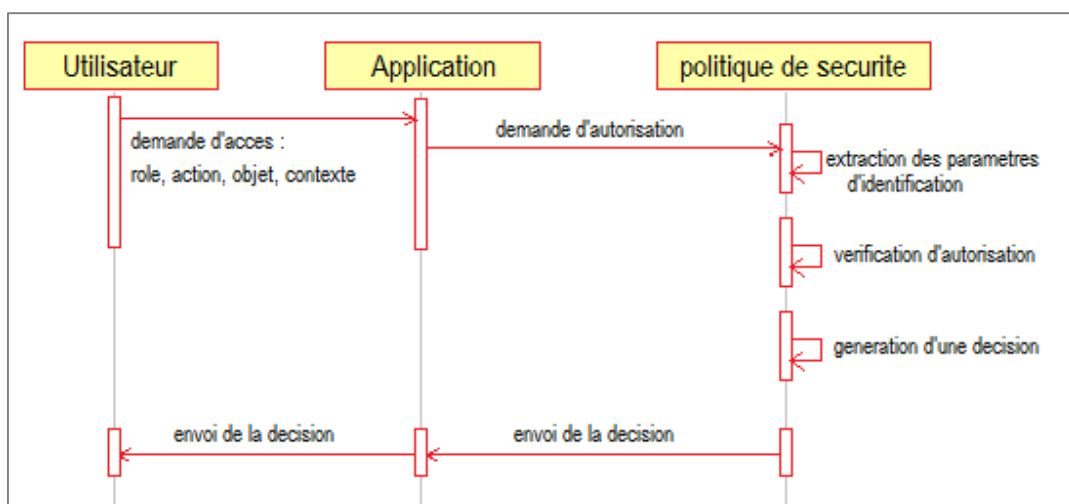 Utilisateur
Application
politique de securite
demande d'acces :
role, action, objet, contexte
demande d'autorisation
extraction des parametres
d'identification
verification d'autorisation
generation d'une decision
envoi de la decision
envoi de la decision